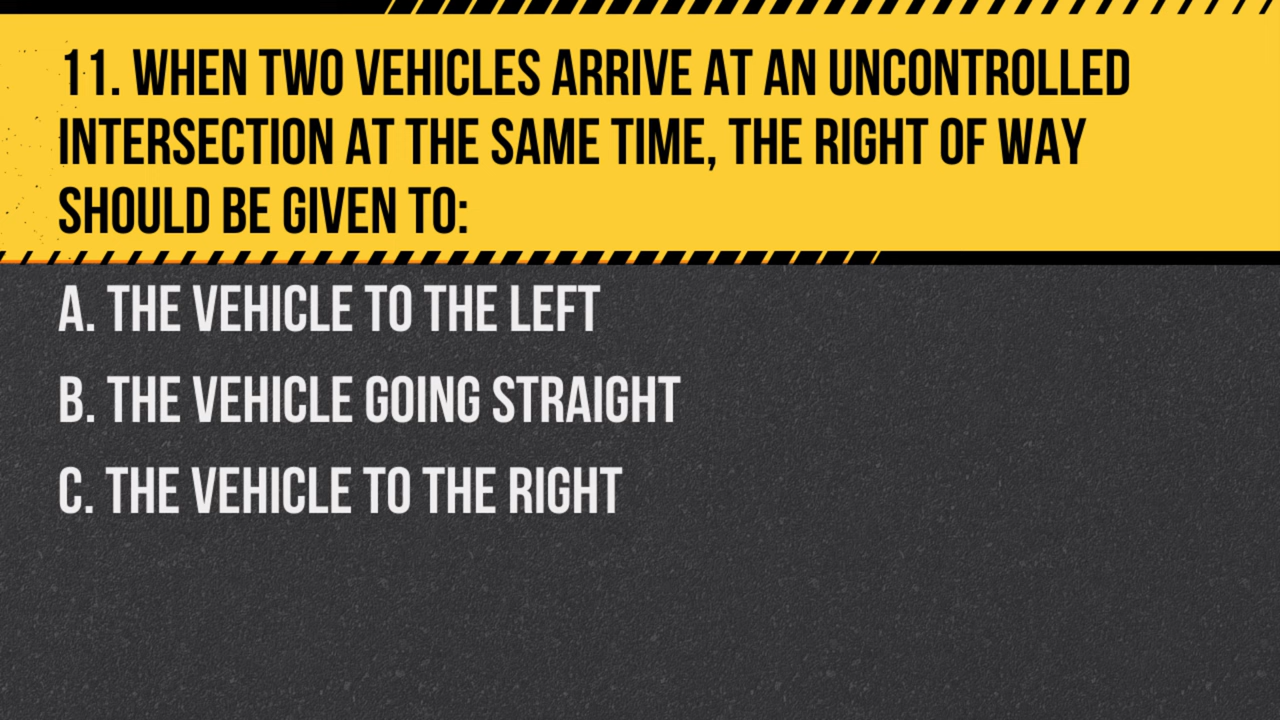 11. WHEN TWO VEHICLES ARRIVE AT AN UNCONTROLLED
INTERSECTION AT THE SAME TIME, THE RIGHT OF WAY
SHOULD BE GIVEN TO:
A. THE VEHICLE TO THE LEFT
B. THE VEHICLE GOING STRAIGHT
C. THE VEHICLE TO THE RIGHT